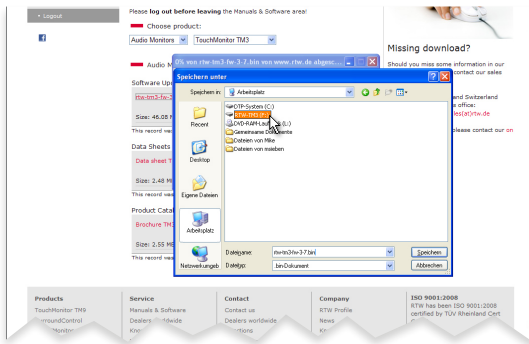 Logout
Please log out before leaving the Manuals & Software area!
Choose product:
Audio Monitors
TouchMonitor TM3
Missing download?
Should you miss some information in our
contact our sales
and Switzerland
office:
les(at)rtw.de
please contact our on
Audio M
Software Up
rtw-tm3-fw-3
Size: 46.08 M
This record was
Data Sheets
Data sheet T
Size: 2.48 M
This record was
Product Catal
Brochure TM3
Size: 2.55 MB
This record was
0% von rtw-tm3-fw-3-7.bin von www.rtw.de abgesc...
Speichern unter
Speichern in:
Arbeitsplatz
Recent
Desktop
Eigene Dateien
Arbeitsplatz
Netzwerkumgeb
DTP-System (C:)
RTW-TM3 (F:)
DVD-RAM-Lauf (L:)
Gemeinsame Dokumente
Dateien von Mike
Dateien von msieben
Dateiname:
rtw-tm3-fw-3-7.bin
Speichern
Dateityp:
.bin-Dokument
Abbrechen
Products
TouchMonitor TM9
SurroundControl
Monitor
Service
Manuals & Software
Dealers Worldwide
Contact
Contact us
Dealers worldwide
Company
RTW Profile
News
ISO 9001:2008
RTW has been ISO 9001:2008
certified by TÜV Rheinland Cert